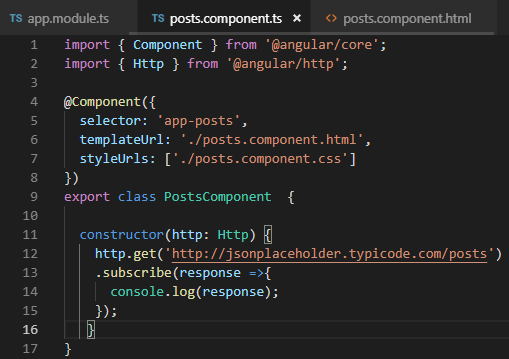 TS app.module.ts TS posts.component.ts × <> posts.component.html
1 import { Component } from '@angular/core';
2 import { Http } from '@angular/http';
3
4 @Component({
5   selector: 'app-posts',
6   templateUrl: './posts.component.html',
7   styleUrls: ['./posts.component.css']
8 })
9 export class PostsComponent  {
10
11   constructor(http: Http) {
12     http.get('http://jsonplaceholder.typicode.com/posts')
13     .subscribe(response =>{
14       console.log(response);
15     });
16    }
17 }